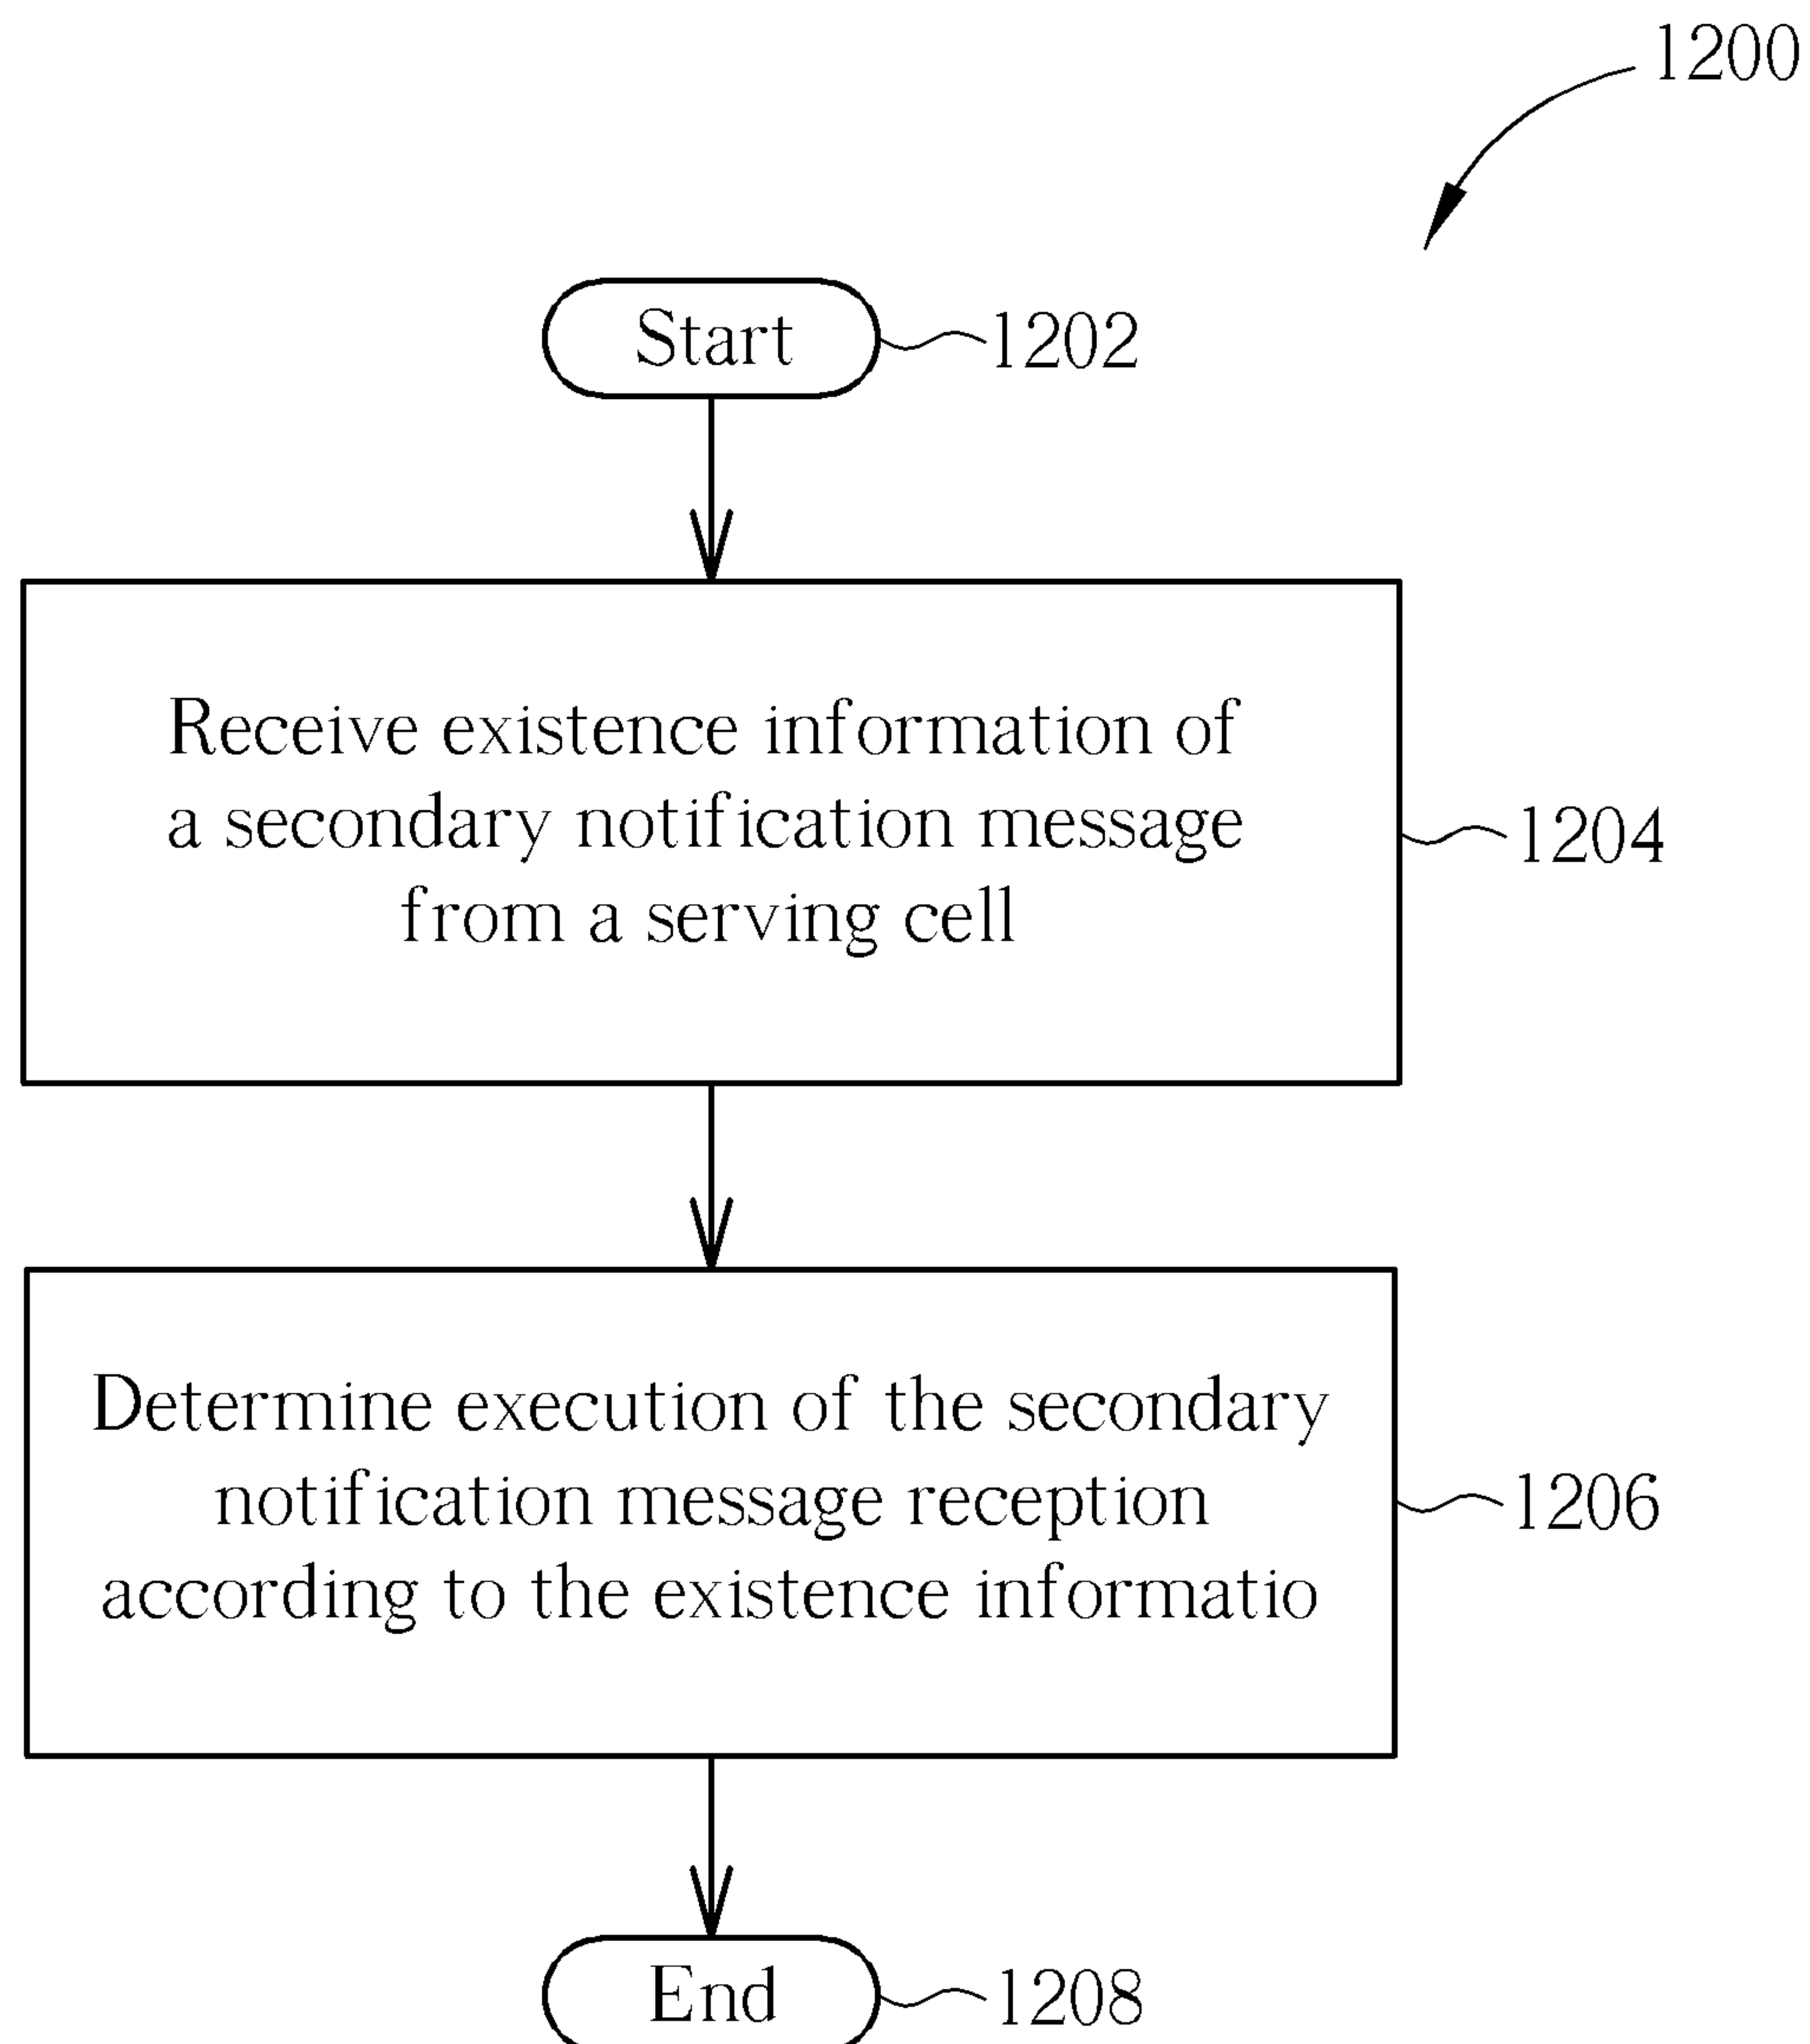 1200
Start
1202
Receive existence information of
a secondary notification message
from a serving cell
1204
Determine execution of the secondary
notification message reception
according to the existence informatio
1206
End
1208